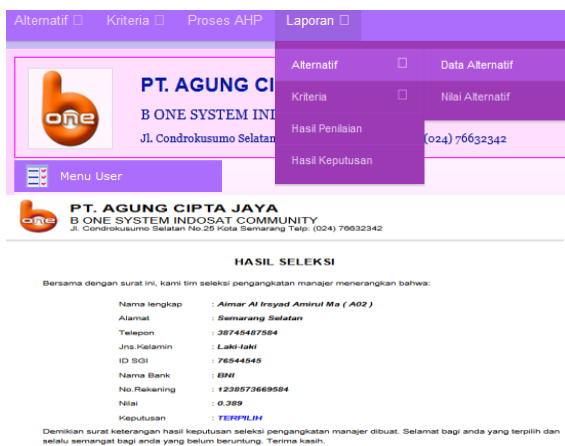 Alternatif Kriteria Proses AHP Laporan
Alternatif Data Alternatif
Kriteria Nilai Alternatif
Hasil Penilaian
Hasil Keputusan
one
PT. AGUNG CI
B ONE SYSTEM IN
Jl. Condrokusumo Selatan (024) 76632342
Menu User
one
PT. AGUNG CIPTA JAYA
B ONE SYSTEM INDOSAT COMMUNITY
Jl. Condrokusumo Selatan No.25 Kota Semarang Telp: (024) 76632342
HASIL SELEKSI
Bersama dengan surat ini, kami tim seleksi pengangkatan manajer menerangkan bahwa:
Nama lengkap : Aimar Al Irsyad Amirul Ma ( A02 )
Alamat : Semarang Selatan
Telepon : 38745487584
Jns.Kelamin : Laki-laki
ID SGI : 76544545
Nama Bank : BNI
No.Rekening : 1238573669584
Nilai : 0.389
Keputusan : TERPILIH
Demikian surat keterangan hasil keputusan seleksi pengangkatan manajer dibuat. Selamat bagi anda yang terpilih dan
selalu semangat bagi anda yang belum beruntung. Terima kasih.